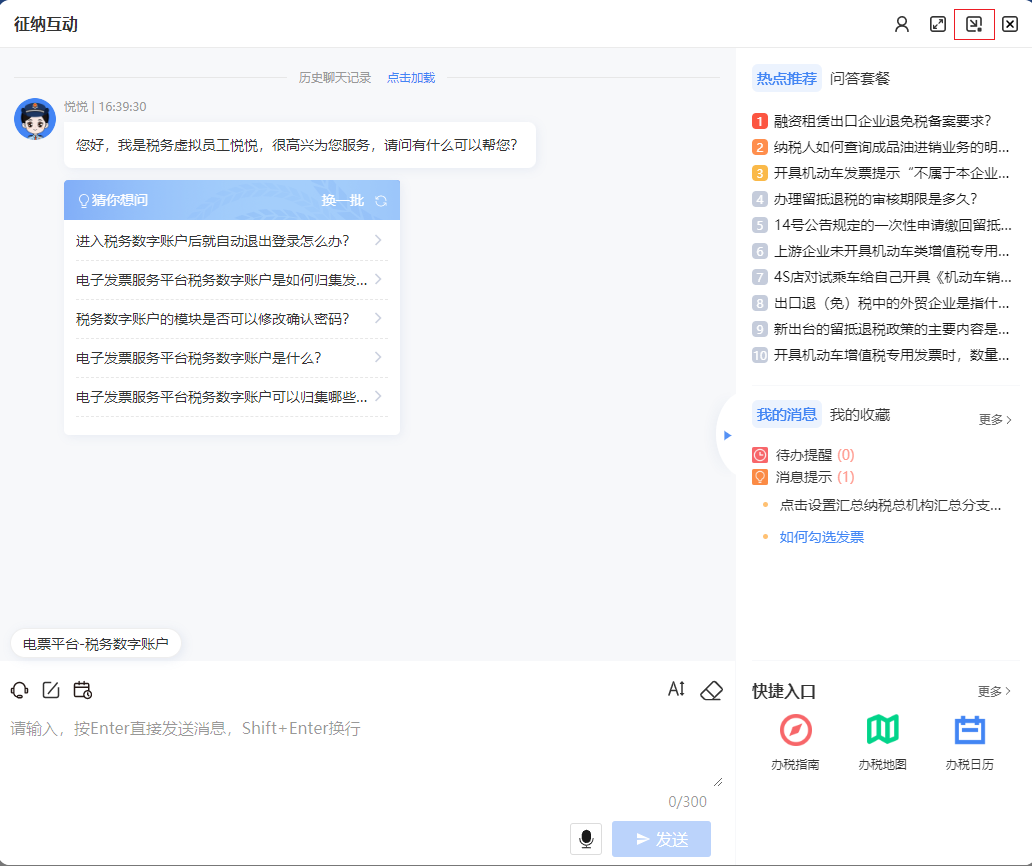 征纳互动
历史聊天记录 点击加载
悦悦 | 16:39:30
您好，我是税务虚拟员工悦悦，很高兴为您服务，请问有什么可以帮您？
猜你想问 换一批
进入税务数字账户后就自动退出登录怎么办？
电子发票服务平台税务数字账户是如何归集发...
税务数字账户的模块是否可以修改确认密码？
电子发票服务平台税务数字账户是什么？
电子发票服务平台税务数字账户可以归集哪些...
电票平台-税务数字账户
请输入，按Enter直接发送消息，Shift+Enter换行
0/300
发送
热点推荐 问答套餐
1 融资租赁出口企业退免税备案要求？
2 纳税人如何查询成品油进销业务的明...
3 开具机动车发票提示“不属于本企业...
4 办理留抵退税的审核期限是多久？
5 14号公告规定的一次性申请缴回留抵...
6 上游企业未开具机动车类增值税专用...
7 4S店对试乘车给自己开具《机动车销...
8 出口退（免）税中的外贸企业是指什...
9 新出台的留抵退税政策的主要内容是...
10 开具机动车增值税专用发票时，数量...
我的消息 我的收藏 更多
待办提醒 (0)
消息提示 (1)
点击设置汇总纳税总机构汇总分支...
如何勾选发票
快捷入口 更多
办税指南 办税地图 办税日历